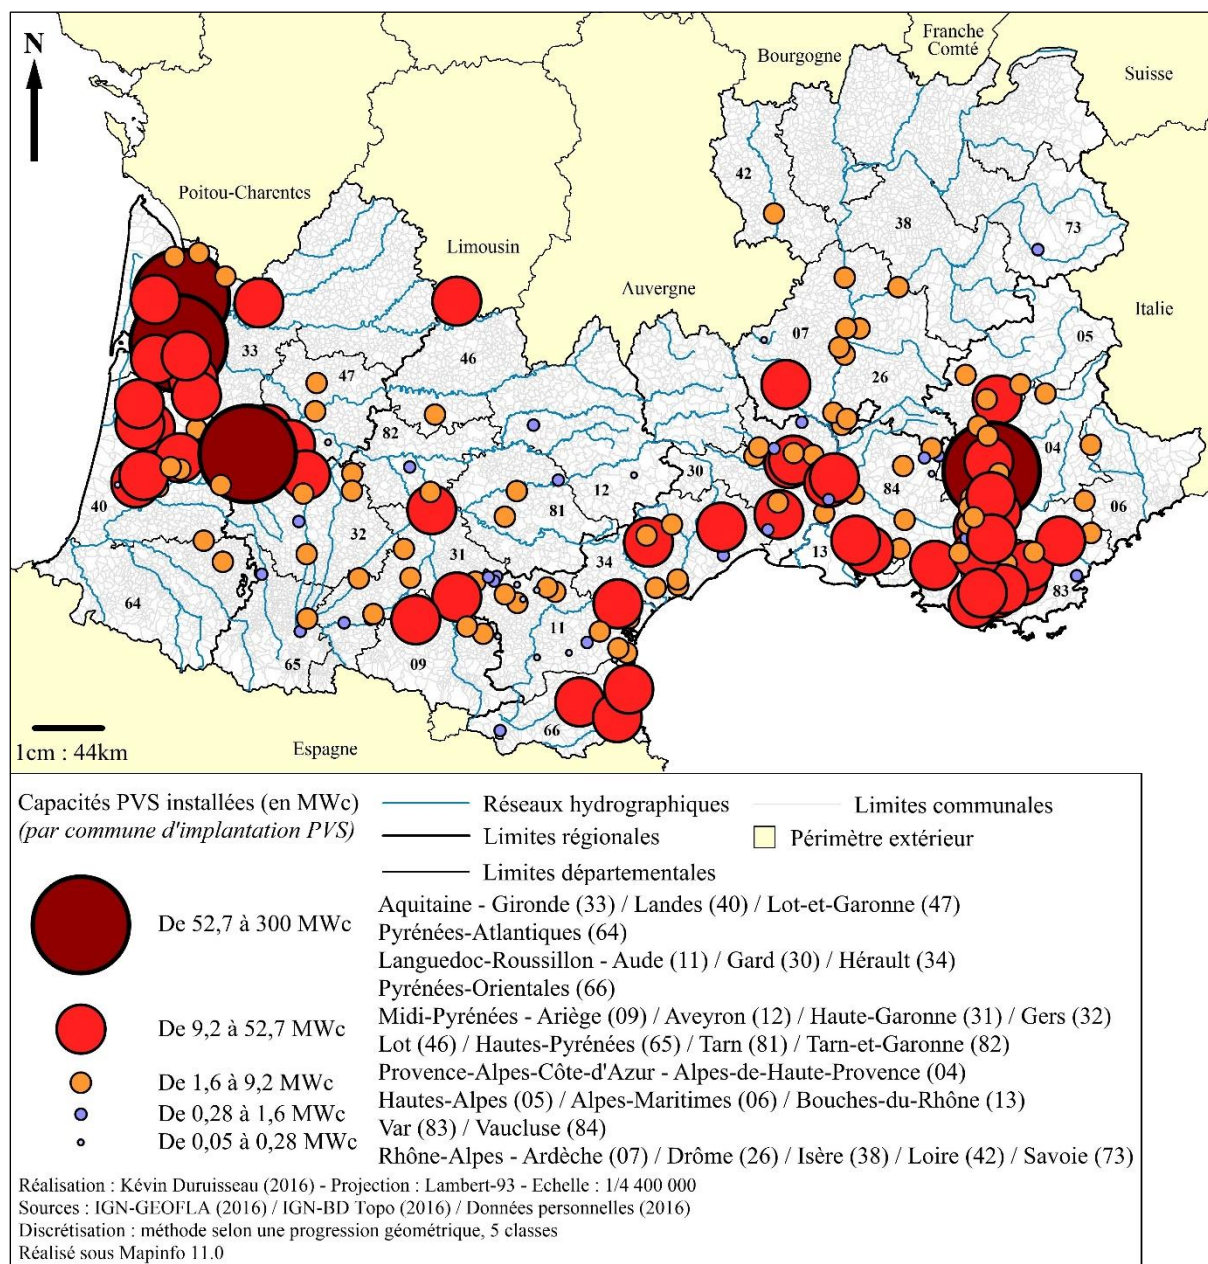 N
Bourgogne
Franche
Comté
Suisse
Poitou-Charentes
42
38
73
Limousin
Auvergne
Italie
33
46
07
05
47
26
82
04
30
12
84
40
32
81
06
31
34
13
64
83
11
65
09
66
1cm : 44km
Espagne
Capacités PVS installées (en MWc)
(par commune d'implantation PVS)
Réseaux hydrographiques
Limites communales
Limites régionales
Périmètre extérieur
Limites départementales
De 52,7 à 300 MWc
De 9,2 à 52,7 MWc
De 1,6 à 9,2 MWc
De 0,28 à 1,6 MWc
De 0,05 à 0,28 MWc
Aquitaine - Gironde (33) / Landes (40) / Lot-et-Garonne (47)
Pyrénées-Atlantiques (64)
Languedoc-Roussillon - Aude (11) / Gard (30) / Hérault (34)
Pyrénées-Orientales (66)
Midi-Pyrénées - Ariège (09) / Aveyron (12) / Haute-Garonne (31) / Gers (32)
Lot (46) / Hautes-Pyrénées (65) / Tarn (81) / Tarn-et-Garonne (82)
Provence-Alpes-Côte-d'Azur - Alpes-de-Haute-Provence (04)
Hautes-Alpes (05) / Alpes-Maritimes (06) / Bouches-du-Rhône (13)
Var (83) / Vaucluse (84)
Rhône-Alpes - Ardèche (07) / Drôme (26) / Isère (38) / Loire (42) / Savoie (73)
Réalisation : Kévin Duruisseau (2016) - Projection : Lambert-93 - Echelle : 1/4 400 000
Sources : IGN-GEOFLA (2016) / IGN-BD Topo (2016) / Données personnelles (2016)
Discrétisation : méthode selon une progression géométrique, 5 classes
Réalisé sous Mapinfo 11.0